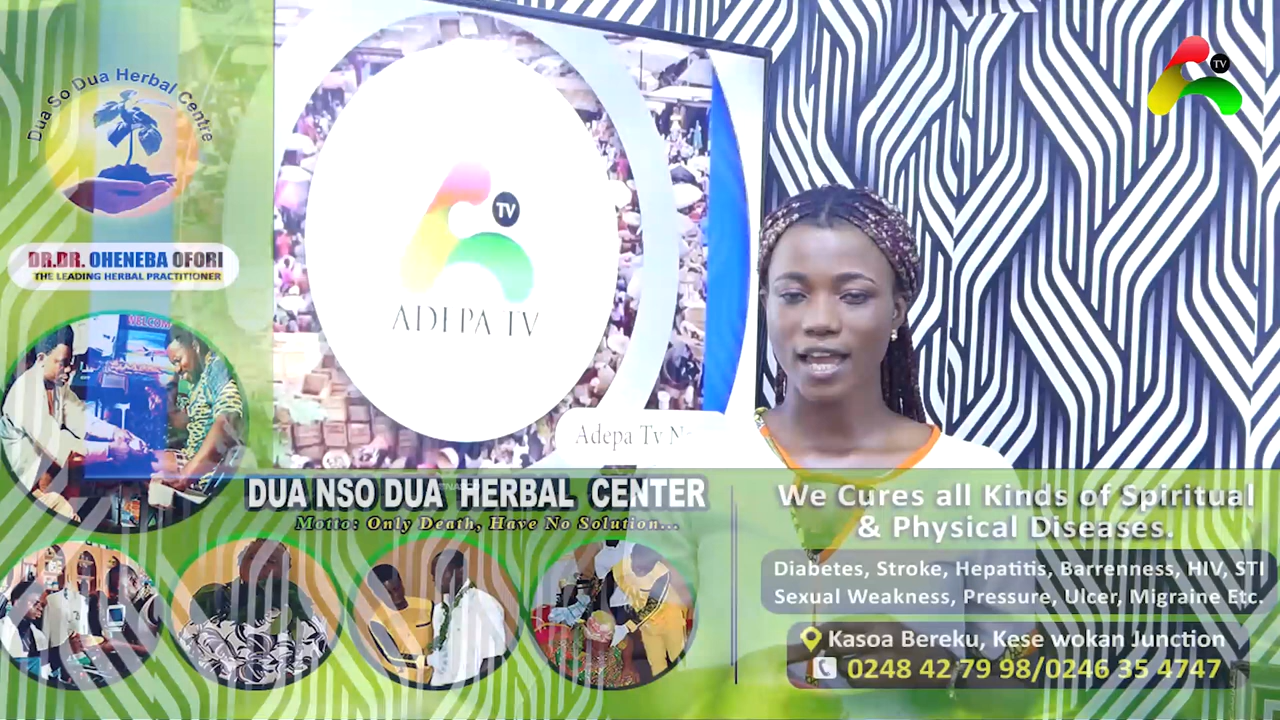 Dua So Dua Herbal Centre
DR.DR. OHENEBA OFORI
THE LEADING HERBAL PRACTITIONER
WELCOM
TV
ADEPA TV
Adepa Tv N
TV
DUA NSO DUA HERBAL CENTER
Motto: Only Death, Have No Solution...
We Cures all Kinds of Spiritual
& Physical Diseases.
Diabetes, Stroke, Hepatitis, Barrenness, HIV, STI
Sexual Weakness, Pressure, Ulcer, Migraine Etc.
Kasoa Bereku, Kese wokan Junction
0248 42 79 98/0246 35 4747